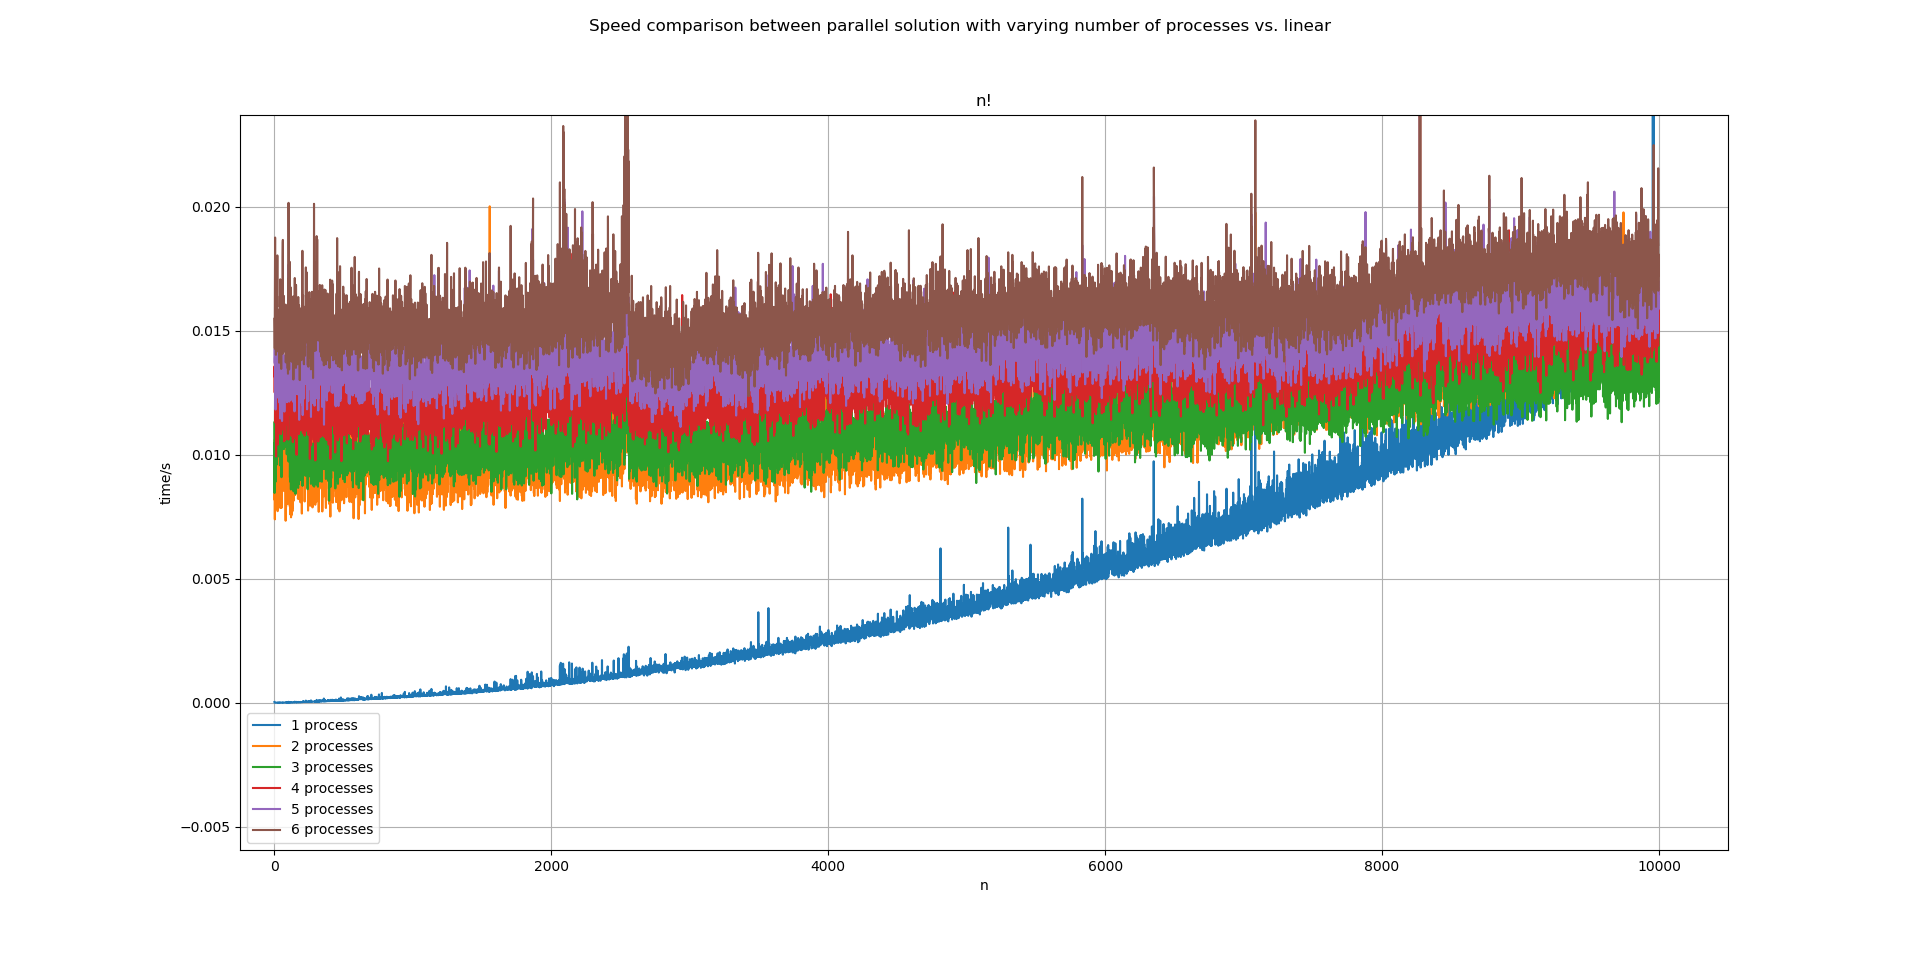 Speed comparison between parallel solution with varying number of processes vs. linear
n!
time/s
0.020
0.015
0.010
0.005
0.000
−0.005
1 process
2 processes
3 processes
4 processes
5 processes
6 processes
0 2000 4000 6000 8000 10000
n